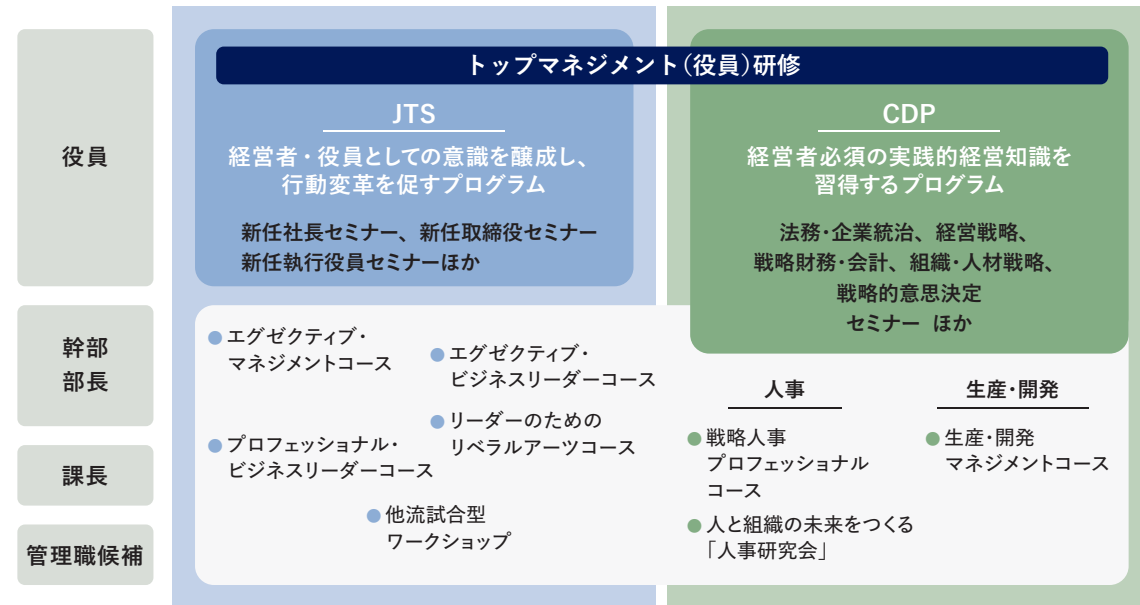 トップマネジメント（役員）研修
役員
JTS
経営者・役員としての意識を醸成し、
行動変革を促すプログラム
新任社長セミナー、新任取締役セミナー
新任執行役員セミナーほか
CDP
経営者必須の実践的経営知識を
習得するプログラム
法務・企業統治、経営戦略、
戦略財務・会計、組織・人材戦略、
戦略的意思決定
セミナー ほか
幹部
部長
エグゼクティブ・
マネジメントコース
エグゼクティブ・
ビジネスリーダーコース
リーダーのための
リベラルアーツコース
課長
プロフェッショナル・
ビジネスリーダーコース
管理職候補
他流試合型
ワークショップ
人事
戦略人事
プロフェッショナル
コース
人と組織の未来をつくる
「人事研究会」
生産・開発
生産・開発
マネジメントコース